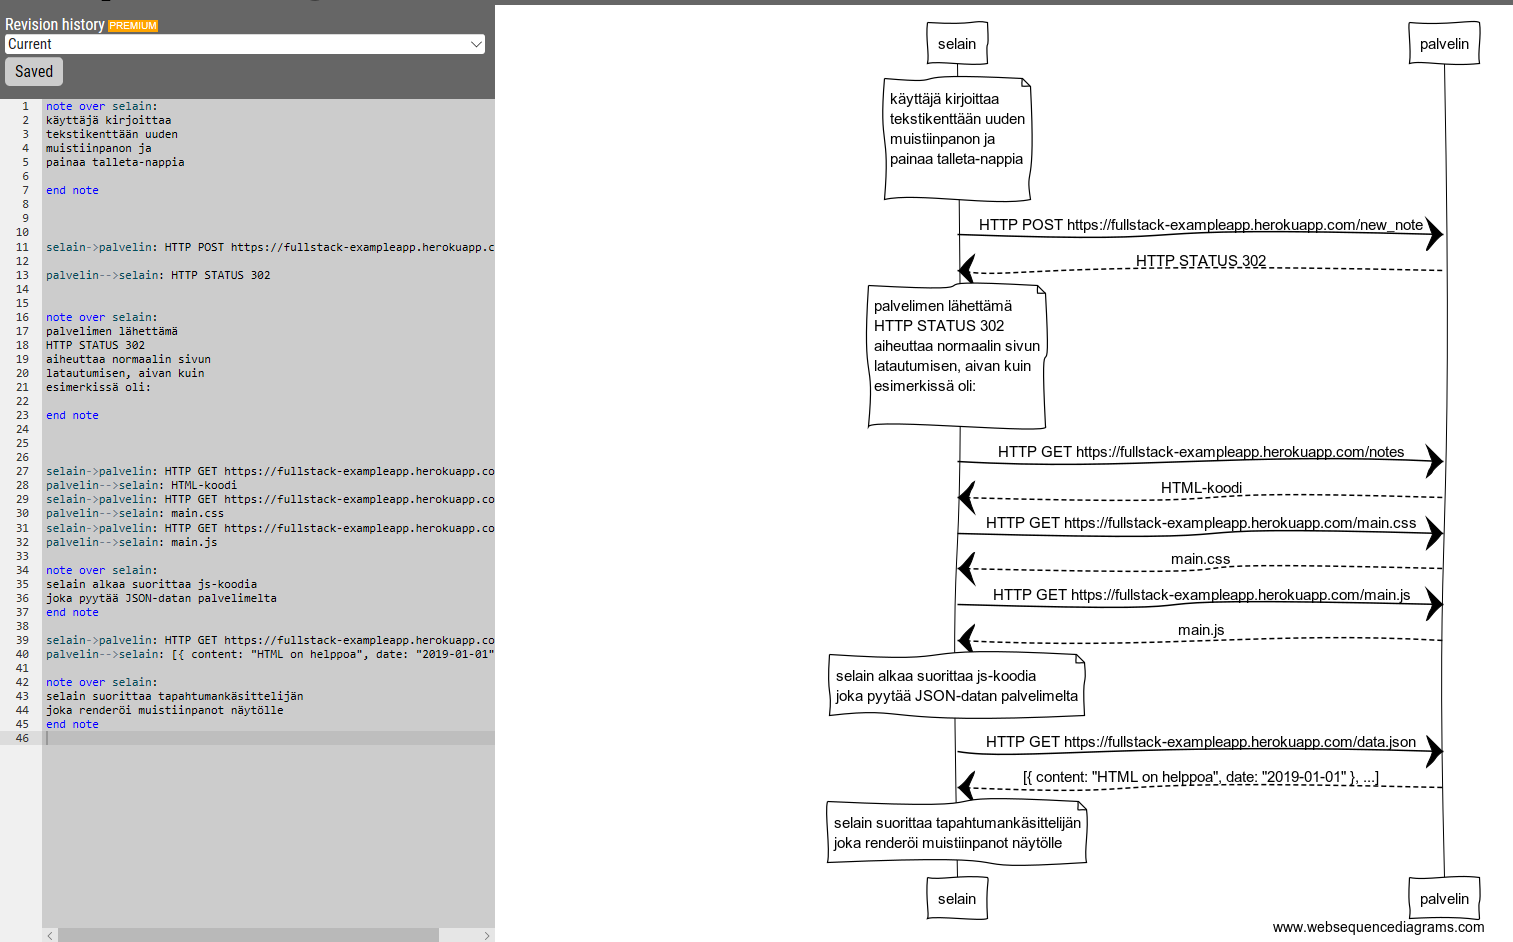 Revision history PREMIUM
Current
Saved
1 note over selain:
2 käyttäjä kirjoittaa
3 tekstikenttään uuden
4 muistiinpanon ja
5 painaa talleta-nappia
6
7 end note
8
9
10
11 selain->palvelin: HTTP POST https://fullstack-exampleapp.herokuapp.c
12
13 palvelin-->selain: HTTP STATUS 302
14
15
16 note over selain:
17 palvelimen lähettämä
18 HTTP STATUS 302
19 aiheuttaa normaalin sivun
20 latautumisen, aivan kuin
21 esimerkissä oli:
22
23 end note
24
25
26
27 selain->palvelin: HTTP GET https://fullstack-exampleapp.herokuapp.co
28 palvelin-->selain: HTML-koodi
29 selain->palvelin: HTTP GET https://fullstack-exampleapp.herokuapp.co
30 palvelin-->selain: main.css
31 selain->palvelin: HTTP GET https://fullstack-exampleapp.herokuapp.co
32 palvelin-->selain: main.js
33
34 note over selain:
35 selain alkaa suorittaa js-koodia
36 joka pyytää JSON-datan palvelimelta
37 end note
38
39 selain->palvelin: HTTP GET https://fullstack-exampleapp.herokuapp.co
40 palvelin-->selain: [{ content: "HTML on helppoa", date: "2019-01-01"
41
42 note over selain:
43 selain suorittaa tapahtumankäsittelijän
44 joka renderöi muistiinpanot näytölle
45 end note
46
selain
palvelin
käyttäjä kirjoittaa
tekstikenttään uuden
muistiinpanon ja
painaa talleta-nappia
HTTP POST https://fullstack-exampleapp.herokuapp.com/new_note
HTTP STATUS 302
palvelimen lähettämä
HTTP STATUS 302
aiheuttaa normaalin sivun
latautumisen, aivan kuin
esimerkissä oli:
HTTP GET https://fullstack-exampleapp.herokuapp.com/notes
HTML-koodi
HTTP GET https://fullstack-exampleapp.herokuapp.com/main.css
main.css
HTTP GET https://fullstack-exampleapp.herokuapp.com/main.js
main.js
selain alkaa suorittaa js-koodia
joka pyytää JSON-datan palvelimelta
HTTP GET https://fullstack-exampleapp.herokuapp.com/data.json
[{ content: "HTML on helppoa", date: "2019-01-01" }, ...]
selain suorittaa tapahtumankäsittelijän
joka renderöi muistiinpanot näytölle
selain
palvelin
www.websequencediagrams.com